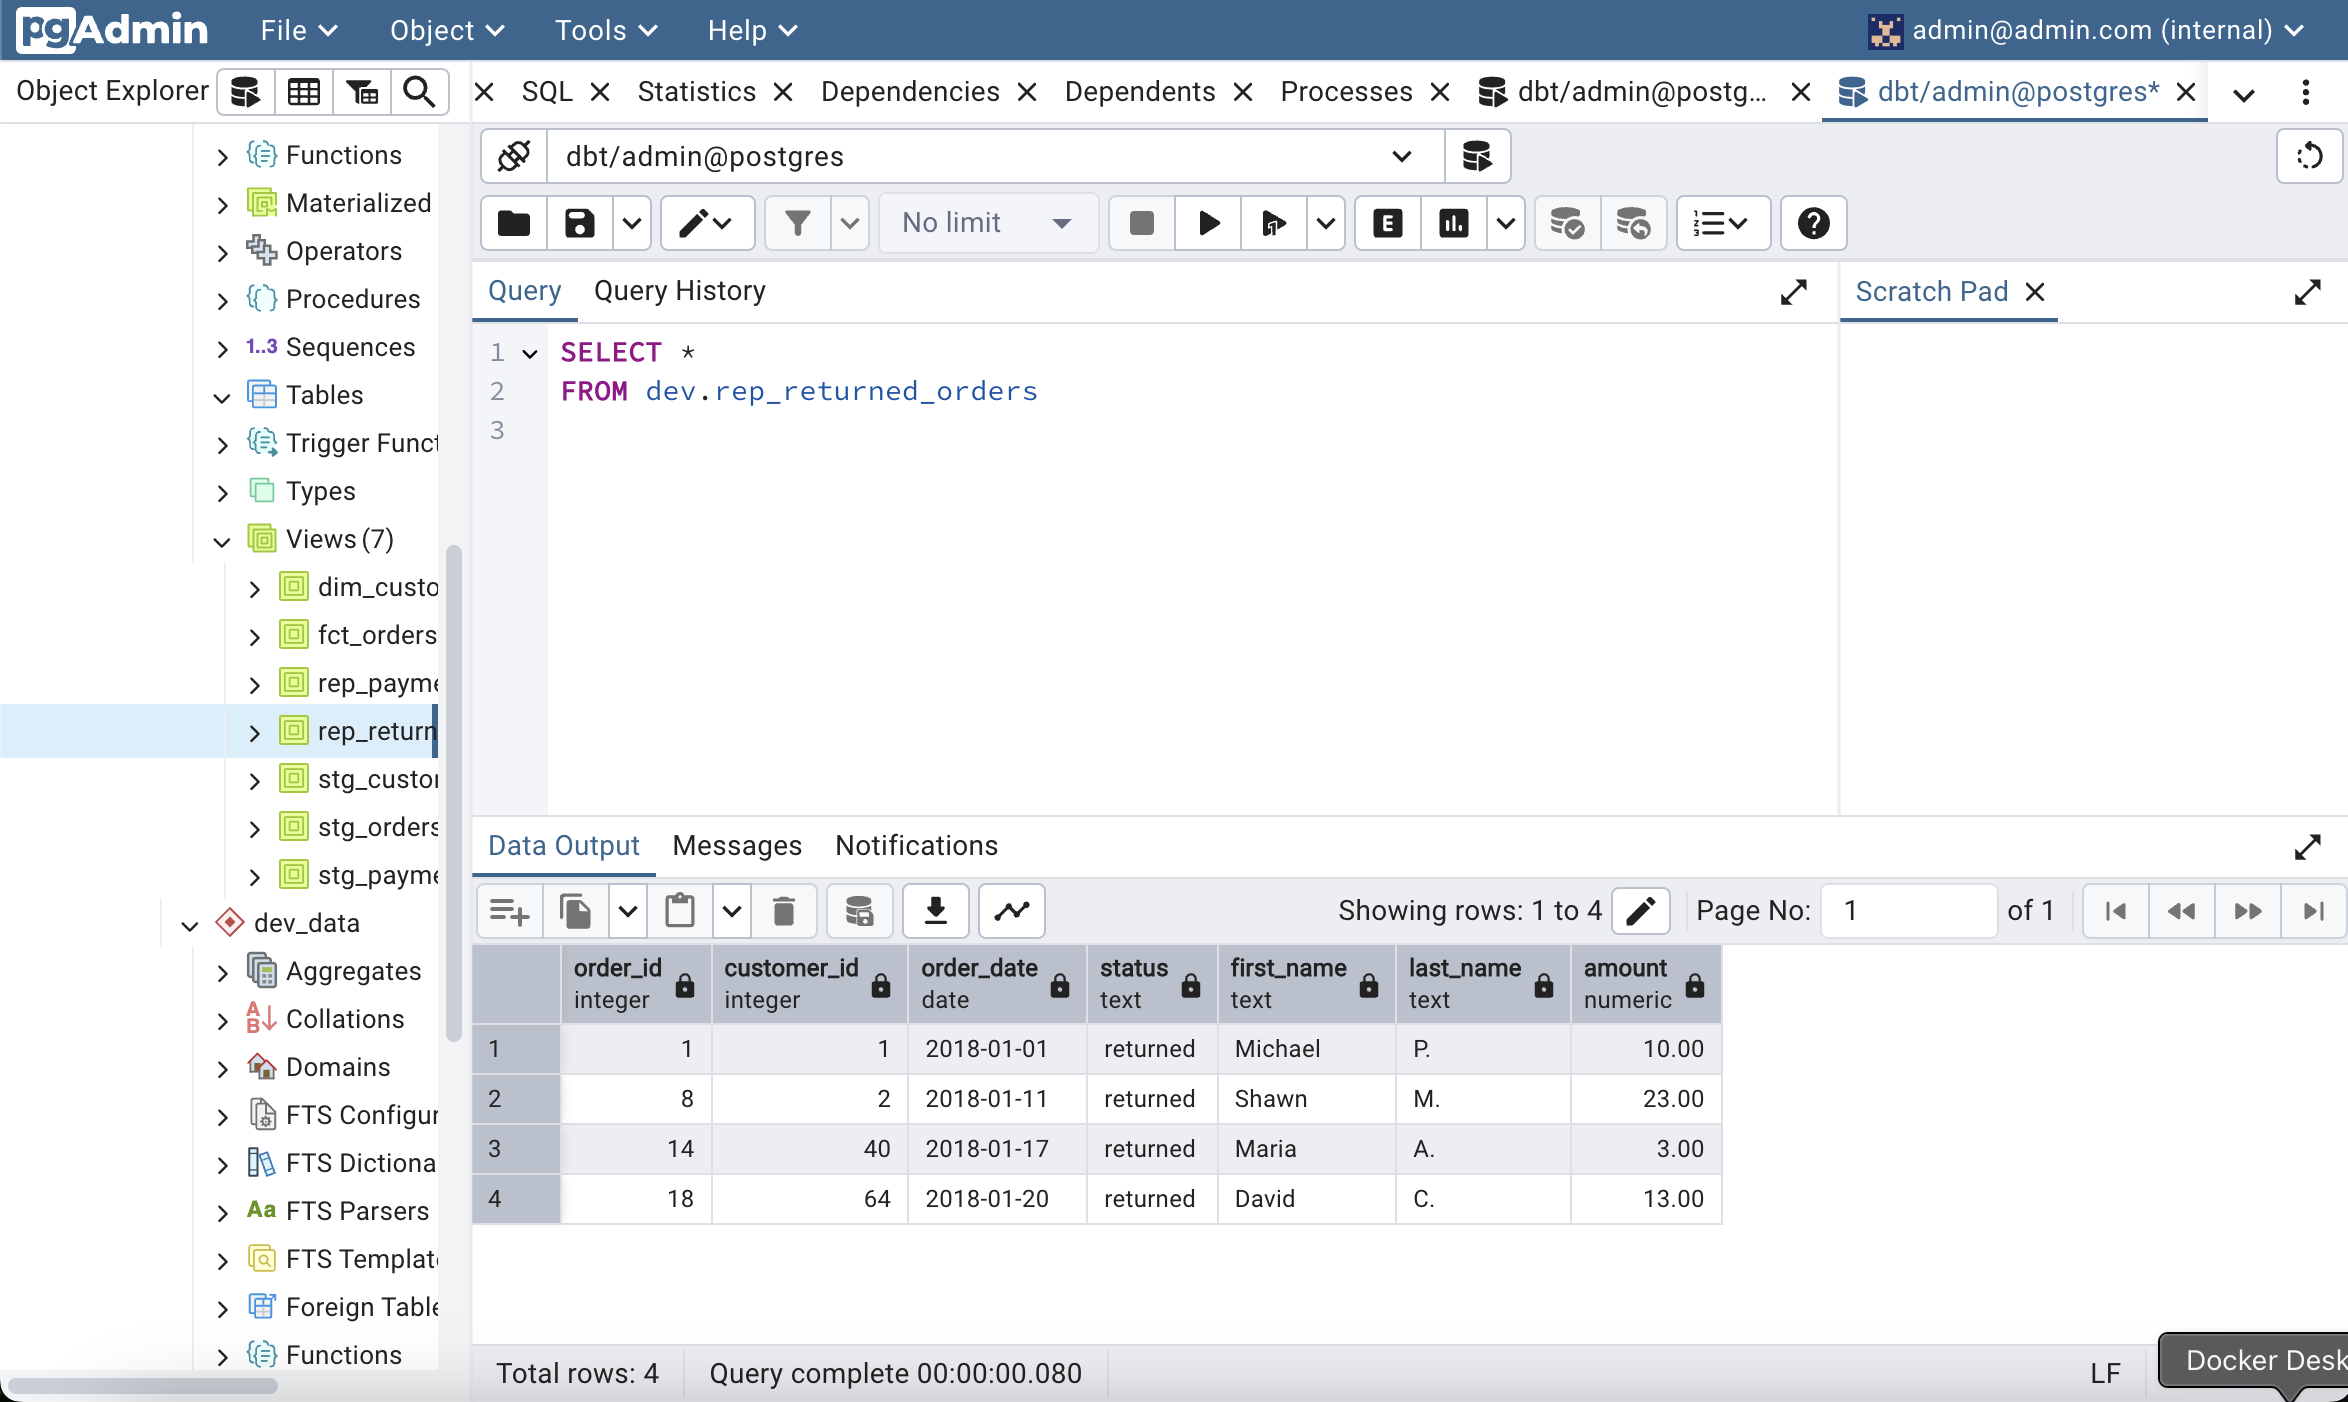 pgAdmin File Object Tools Help admin@admin.com (internal)
Object Explorer SQL Statistics Dependencies Dependents Processes dbt/admin@postg... dbt/admin@postgres*
dbt/admin@postgres
No limit
E
Query Query History Scratch Pad
1 SELECT *
2 FROM dev.rep_returned_orders
3
Functions
Materialized
Operators
Procedures
1..3 Sequences
Tables
Trigger Funct
Types
Views (7)
dim_custo
fct_orders
rep_payme
rep_return
stg_custor
stg_orders
stg_payme
dev_data
Aggregates
Collations
Domains
FTS Configur
FTS Dictiona
Aa FTS Parsers
FTS Template
Foreign Table
Functions
Data Output Messages Notifications
Showing rows: 1 to 4 Page No: 1 of 1
order_id customer_id order_date status first_name last_name amount
integer integer date text text text numeric
1 1 1 2018-01-01 returned Michael P. 10.00
2 8 2 2018-01-11 returned Shawn M. 23.00
3 14 40 2018-01-17 returned Maria A. 3.00
4 18 64 2018-01-20 returned David C. 13.00
Total rows: 4 Query complete 00:00:00.080 LF
Docker Desk